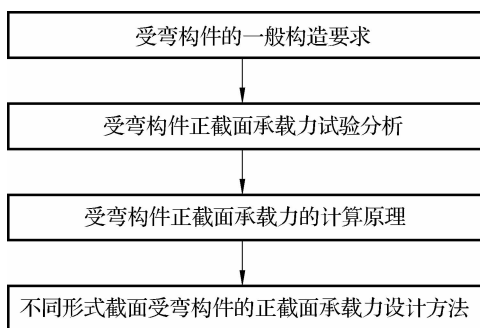 受弯构件的一般构造要求
受弯构件正截面承载力试验分析
受弯构件正截面承载力的计算原理
不同形式截面受弯构件的正截面承载力设计方法